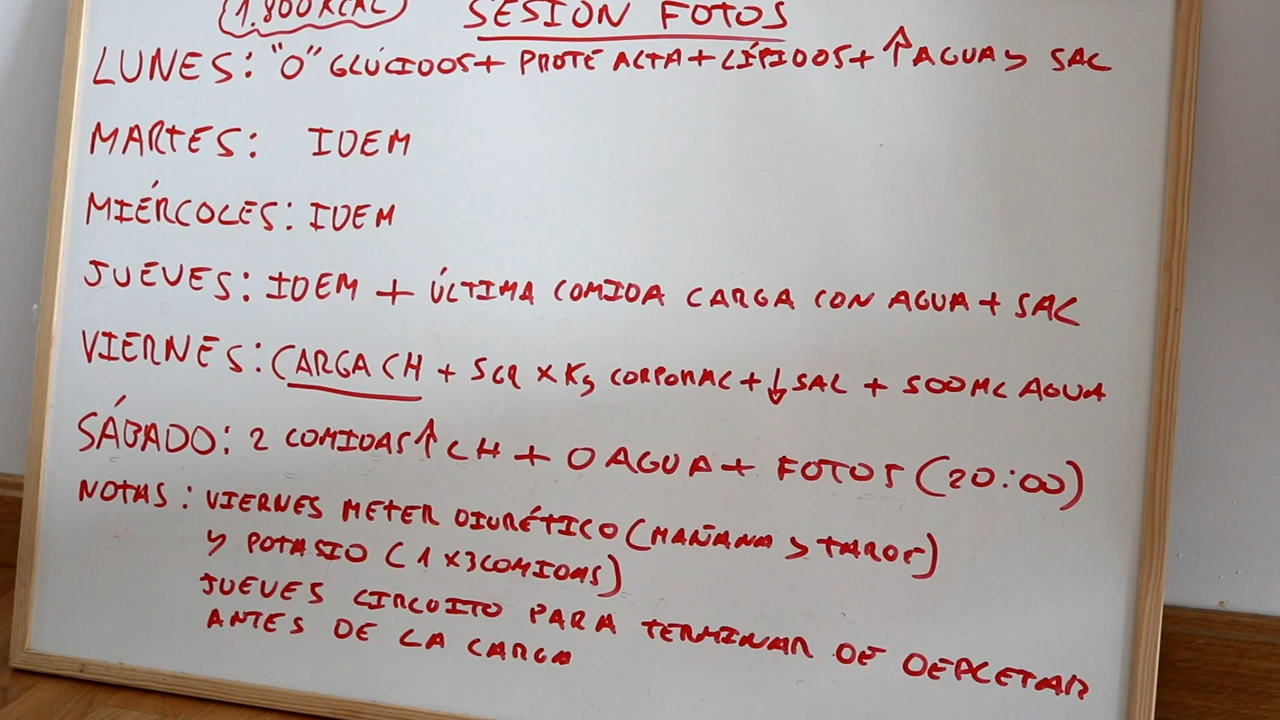 (1.800 KCAL) SESIÓN FOTOS
LUNES: "0" GLÚCIDOS + PROTE ALTA + LÍPIDOS + ↑ AGUA y SAL
MARTES: IDEM
MIÉRCOLES: IDEM
JUEVES: IDEM + ÚLTIMA COMIDA CARGA CON AGUA + SAL
VIERNES: CARGA CH + 5GR x Kg CORPORAL + ↓ SAL + 500ML AGUA
SÁBADO: 2 COMIDAS ↑ CH + 0 AGUA + FOTOS (20:00)
NOTAS: VIERNES METER DIURÉTICO (MAÑANA y TARDE)
y POTASIO (1 x 3 COMIDAS)
JUEVES CIRCUITO PARA TERMINAR DE DEPLETAR
ANTES DE LA CARGA